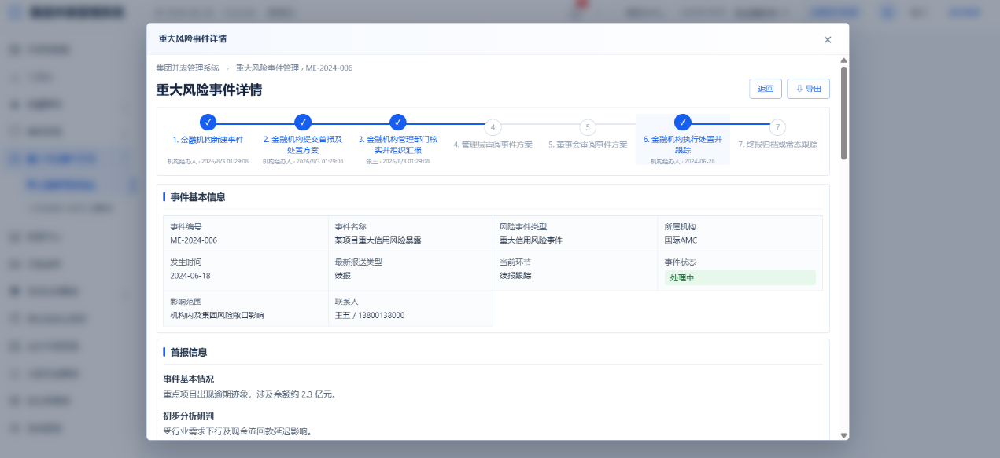 重大风险事件详情
×
集团并表管理系统 › 重大风险事件管理 › ME-2024-006
重大风险事件详情
返回
导出
1. 金融机构新建事件
机构经办人 · 2026/8/3 01:29:08
2. 金融机构提交首报及
处置方案
机构经办人 · 2026/8/3 01:29:08
3. 金融机构管理部门核
实并组织汇报
张三 · 2026/8/3 01:29:08
4
4. 管理层审阅事件方案
5
5. 董事会审阅事件方案
6. 金融机构执行处置并
跟踪
机构经办人 · 2024-06-28
7
7. 终报归档或常态跟踪
事件基本信息
事件编号
ME-2024-006
事件名称
某项目重大信用风险暴露
风险事件类型
重大信用风险事件
所属机构
国际AMC
发生时间
2024-06-18
最新报送类型
续报
当前环节
续报跟踪
事件状态
处理中
影响范围
机构内及集团风险敞口影响
联系人
王五 / 13800138000
首报信息
事件基本情况
重点项目出现逾期迹象，涉及余额约 2.3 亿元。
初步分析研判
受行业需求下行及现金流回款延迟影响。